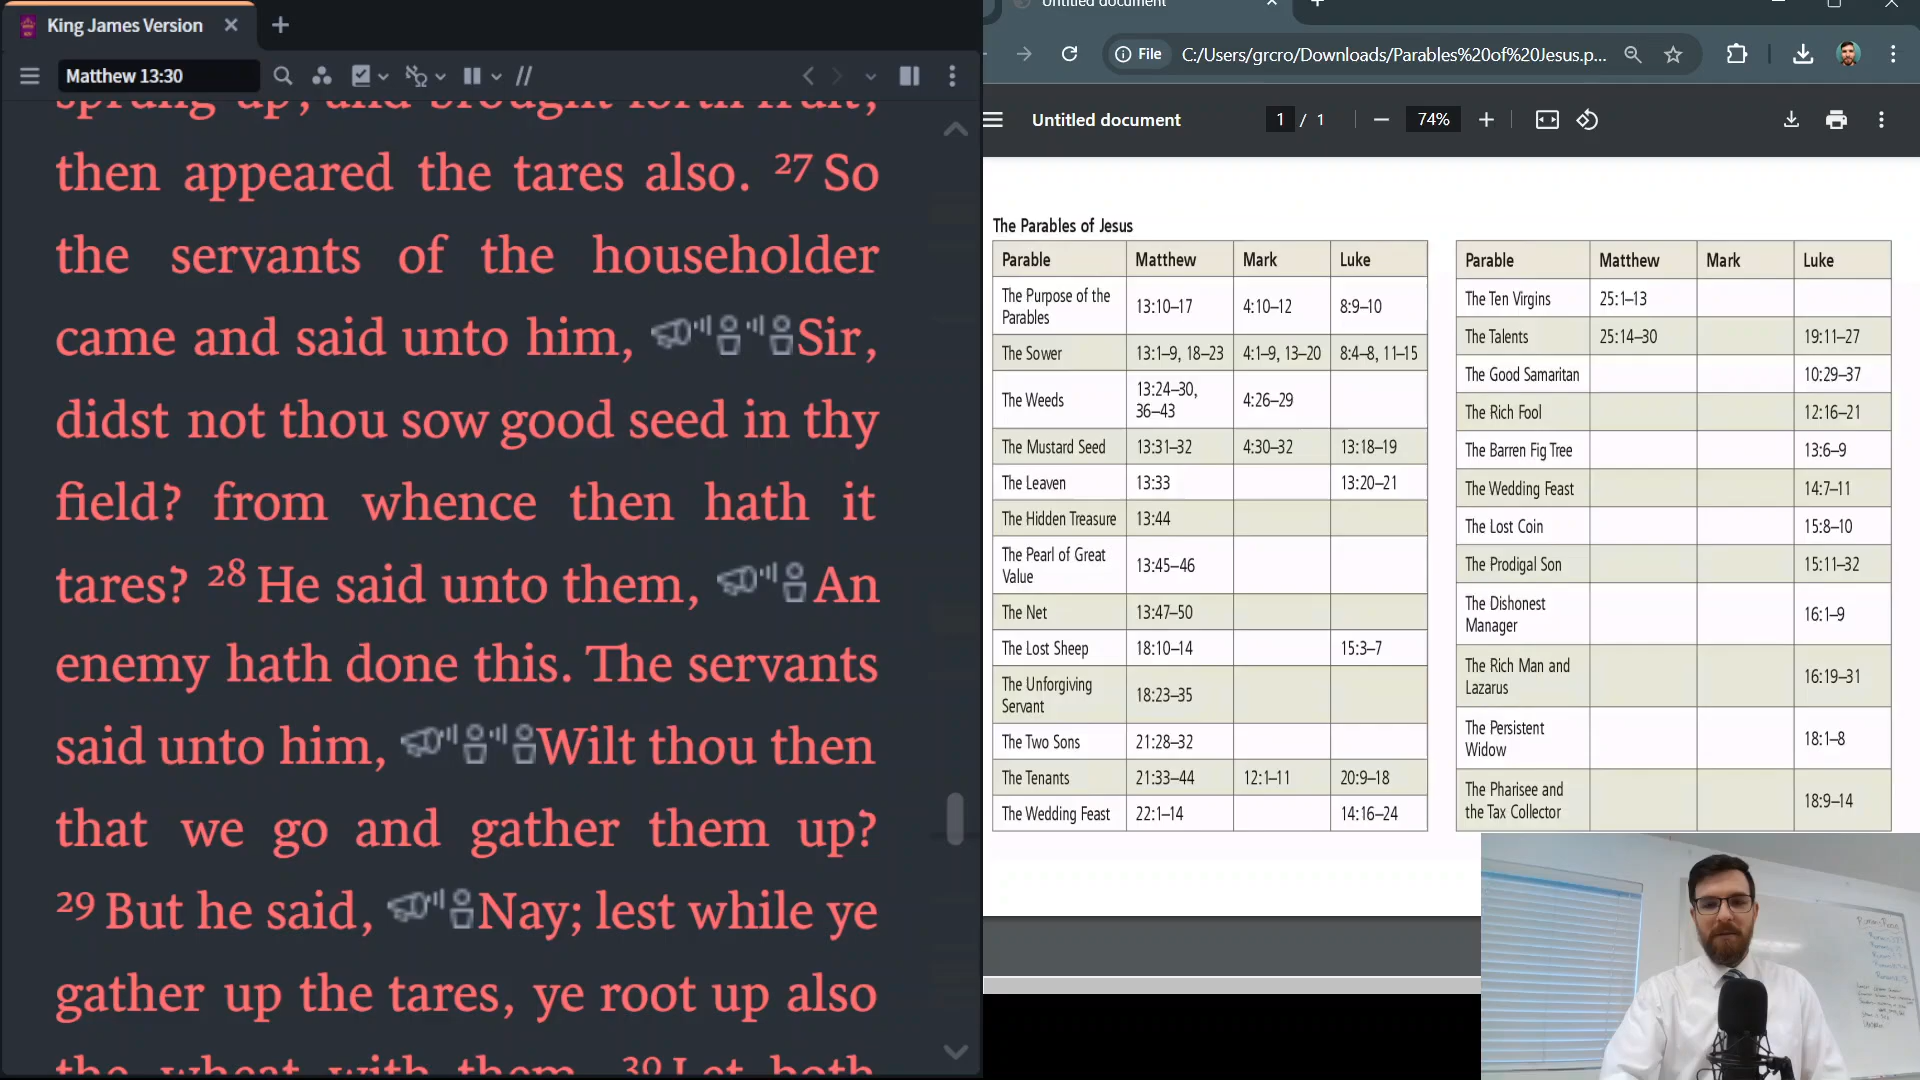 King James Version
Matthew 13:30
sprung up, and brought forth fruit,
then appeared the tares also. 27 So
the servants of the householder
came and said unto him, Sir,
didst not thou sow good seed in thy
field? from whence then hath it
tares? 28 He said unto them, An
enemy hath done this. The servants
said unto him, Wilt thou then
that we go and gather them up?
29 But he said, Nay; lest while ye
gather up the tares, ye root up also
the wheat with them. 30 Let both
Untitled document
File C:/Users/grcro/Downloads/Parables%20of%20Jesus.p...
Untitled document 1 / 1 74%
The Parables of Jesus
Parable Matthew Mark Luke
The Purpose of the
Parables 13:10–17 4:10–12 8:9–10
The Sower 13:1–9, 18–23 4:1–9, 13–20 8:4–8, 11–15
The Weeds 13:24–30,
36–43 4:26–29
The Mustard Seed 13:31–32 4:30–32 13:18–19
The Leaven 13:33 13:20–21
The Hidden Treasure 13:44
The Pearl of Great
Value 13:45–46
The Net 13:47–50
The Lost Sheep 18:10–14 15:3–7
The Unforgiving
Servant 18:23–35
The Two Sons 21:28–32
The Tenants 21:33–44 12:1–11 20:9–18
The Wedding Feast 22:1–14 14:16–24
Parable Matthew Mark Luke
The Ten Virgins 25:1–13
The Talents 25:14–30 19:11–27
The Good Samaritan 10:29–37
The Rich Fool 12:16–21
The Barren Fig Tree 13:6–9
The Wedding Feast 14:7–11
The Lost Coin 15:8–10
The Prodigal Son 15:11–32
The Dishonest
Manager 16:1–9
The Rich Man and
Lazarus 16:19–31
The Persistent
Widow 18:1–8
The Pharisee and
the Tax Collector 18:9–14